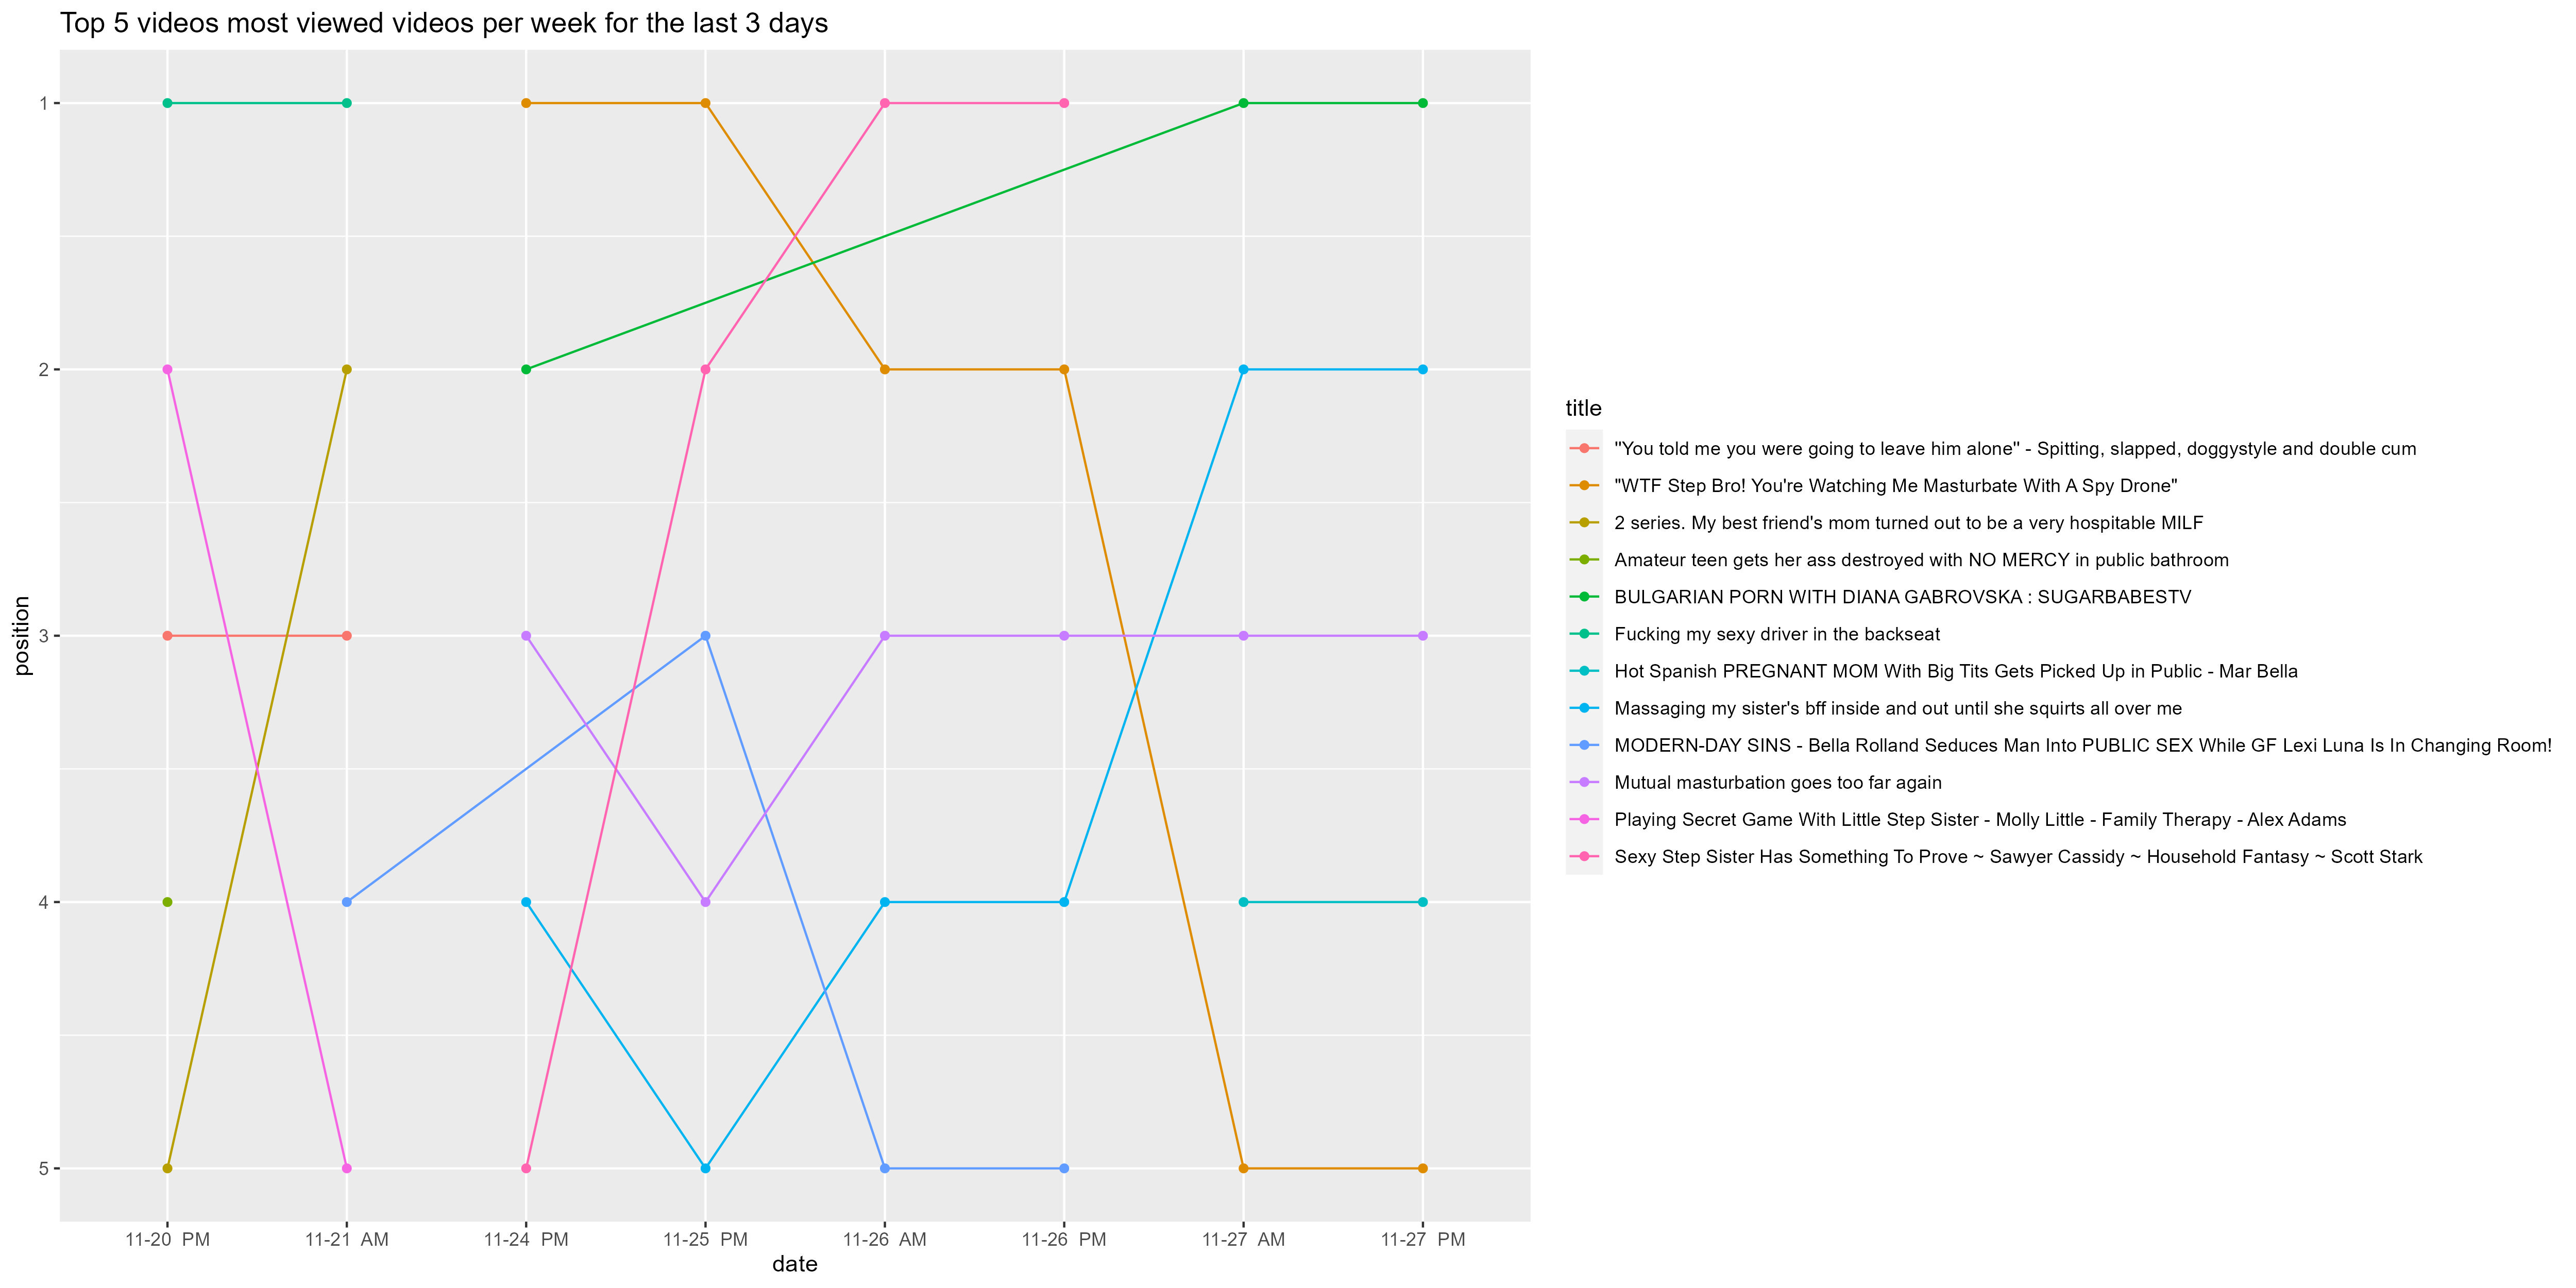 Top 5 videos most viewed videos per week for the last 3 days
position
1
2
3
4
5
11-20 PM
11-21 AM
11-24 PM
11-25 PM
11-26 AM
11-26 PM
11-27 AM
11-27 PM
date
title
"You told me you were going to leave him alone" - Spitting, slapped, doggystyle and double cum
"WTF Step Bro! You're Watching Me Masturbate With A Spy Drone"
2 series. My best friend's mom turned out to be a very hospitable MILF
Amateur teen gets her ass destroyed with NO MERCY in public bathroom
BULGARIAN PORN WITH DIANA GABROVSKA : SUGARBABESTV
Fucking my sexy driver in the backseat
Hot Spanish PREGNANT MOM With Big Tits Gets Picked Up in Public - Mar Bella
Massaging my sister's bff inside and out until she squirts all over me
MODERN-DAY SINS - Bella Rolland Seduces Man Into PUBLIC SEX While GF Lexi Luna Is In Changing Room!
Mutual masturbation goes too far again
Playing Secret Game With Little Step Sister - Molly Little - Family Therapy - Alex Adams
Sexy Step Sister Has Something To Prove ~ Sawyer Cassidy ~ Household Fantasy ~ Scott Stark